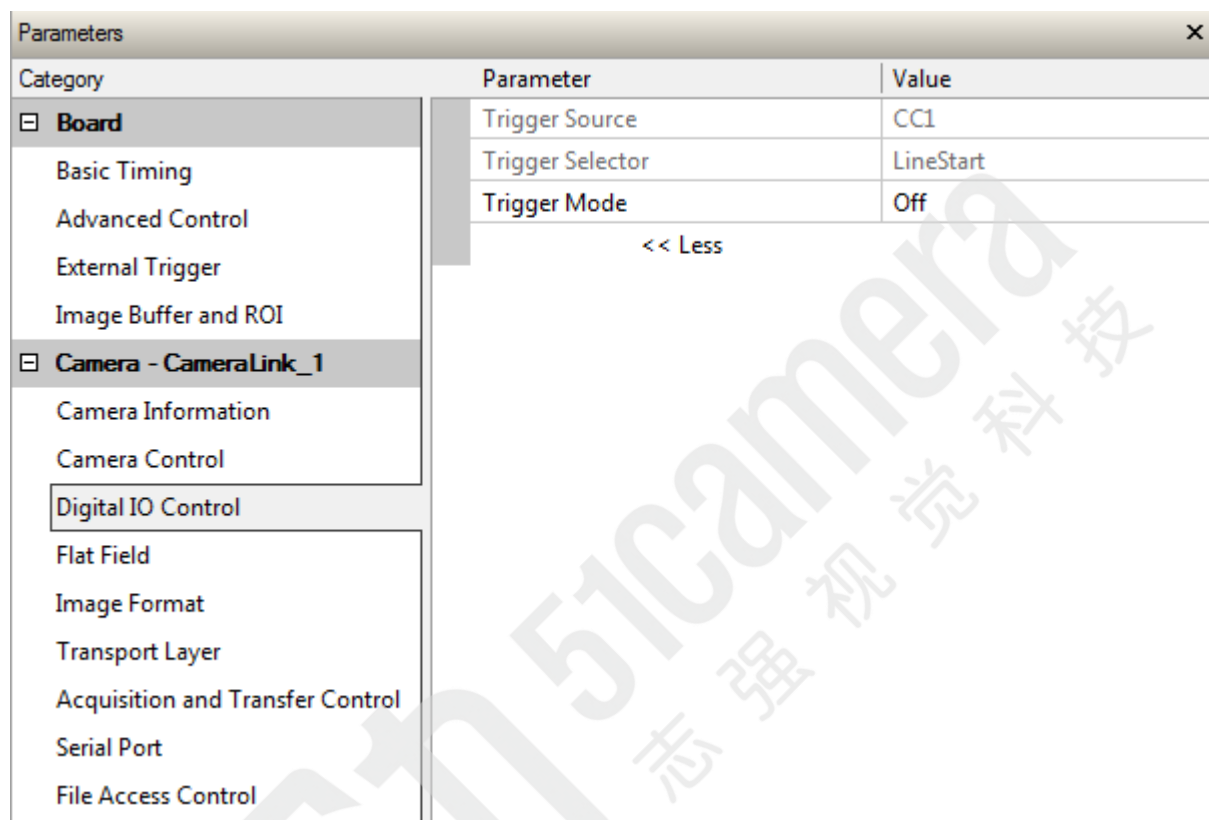 Parameters
Category
Parameter Value
Board
Trigger Source CC1
Basic Timing
Trigger Selector LineStart
Advanced Control
Trigger Mode Off
External Trigger
<< Less
Image Buffer and ROI
Camera - CameraLink_1
Camera Information
Camera Control
Digital IO Control
Flat Field
Image Format
Transport Layer
Acquisition and Transfer Control
Serial Port
File Access Control
51camera
志强视觉科技